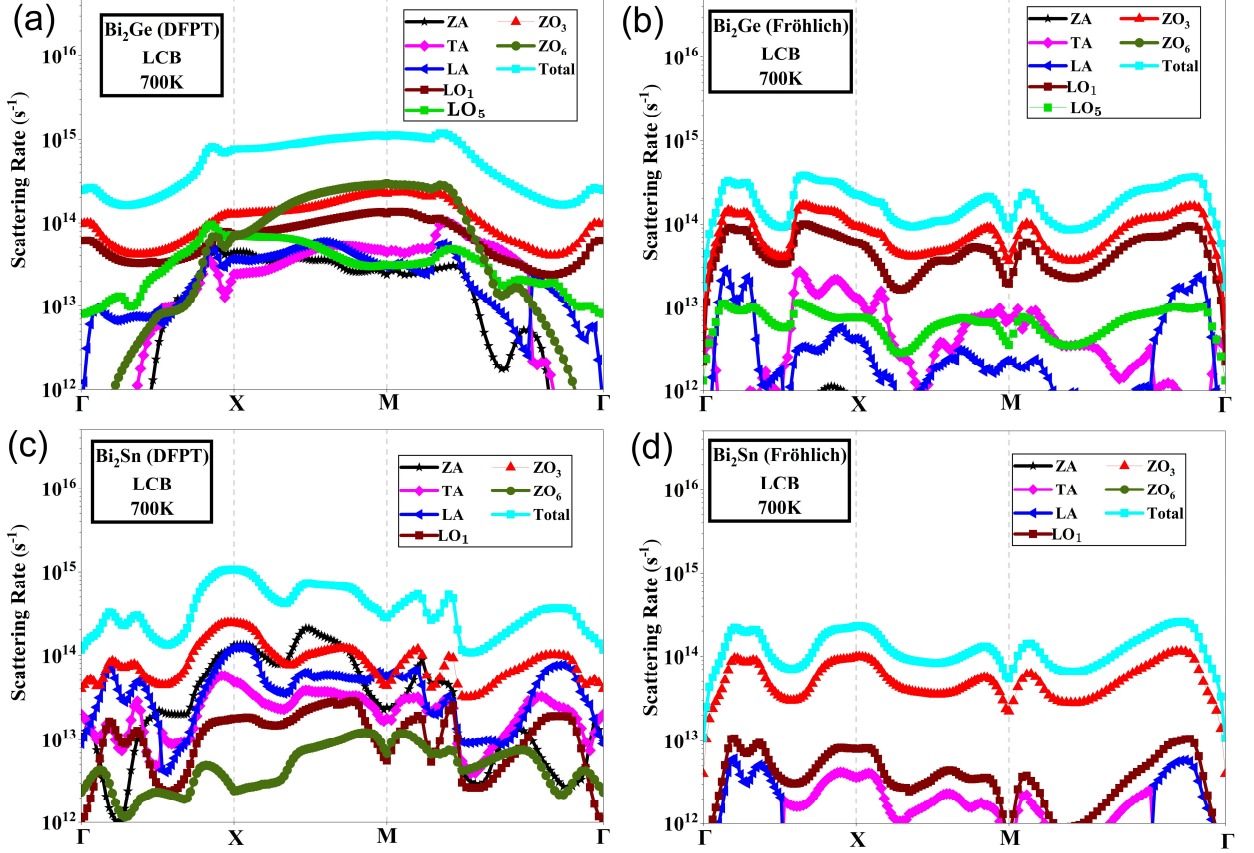 (a)
Bi₂Ge (DFPT)
LCB
700K
ZA
TA
LA
LO₁
LO₅
ZO₃
ZO₆
Total
Scattering Rate (s⁻¹)
10¹⁶
10¹⁵
10¹⁴
10¹³
10¹²
Γ X M Γ
(b)
Bi₂Ge (Fröhlich)
LCB
700K
ZA
TA
LA
LO₁
LO₅
ZO₃
ZO₆
Total
Scattering Rate (s⁻¹)
10¹⁶
10¹⁵
10¹⁴
10¹³
10¹²
Γ X M Γ
(c)
Bi₂Sn (DFPT)
LCB
700K
ZA
TA
LA
LO₁
ZO₃
ZO₆
Total
Scattering Rate (s⁻¹)
10¹⁶
10¹⁵
10¹⁴
10¹³
10¹²
Γ X M Γ
(d)
Bi₂Sn (Fröhlich)
LCB
700K
ZA
TA
LA
LO₁
ZO₃
ZO₆
Total
Scattering Rate (s⁻¹)
10¹⁶
10¹⁵
10¹⁴
10¹³
10¹²
Γ X M Γ